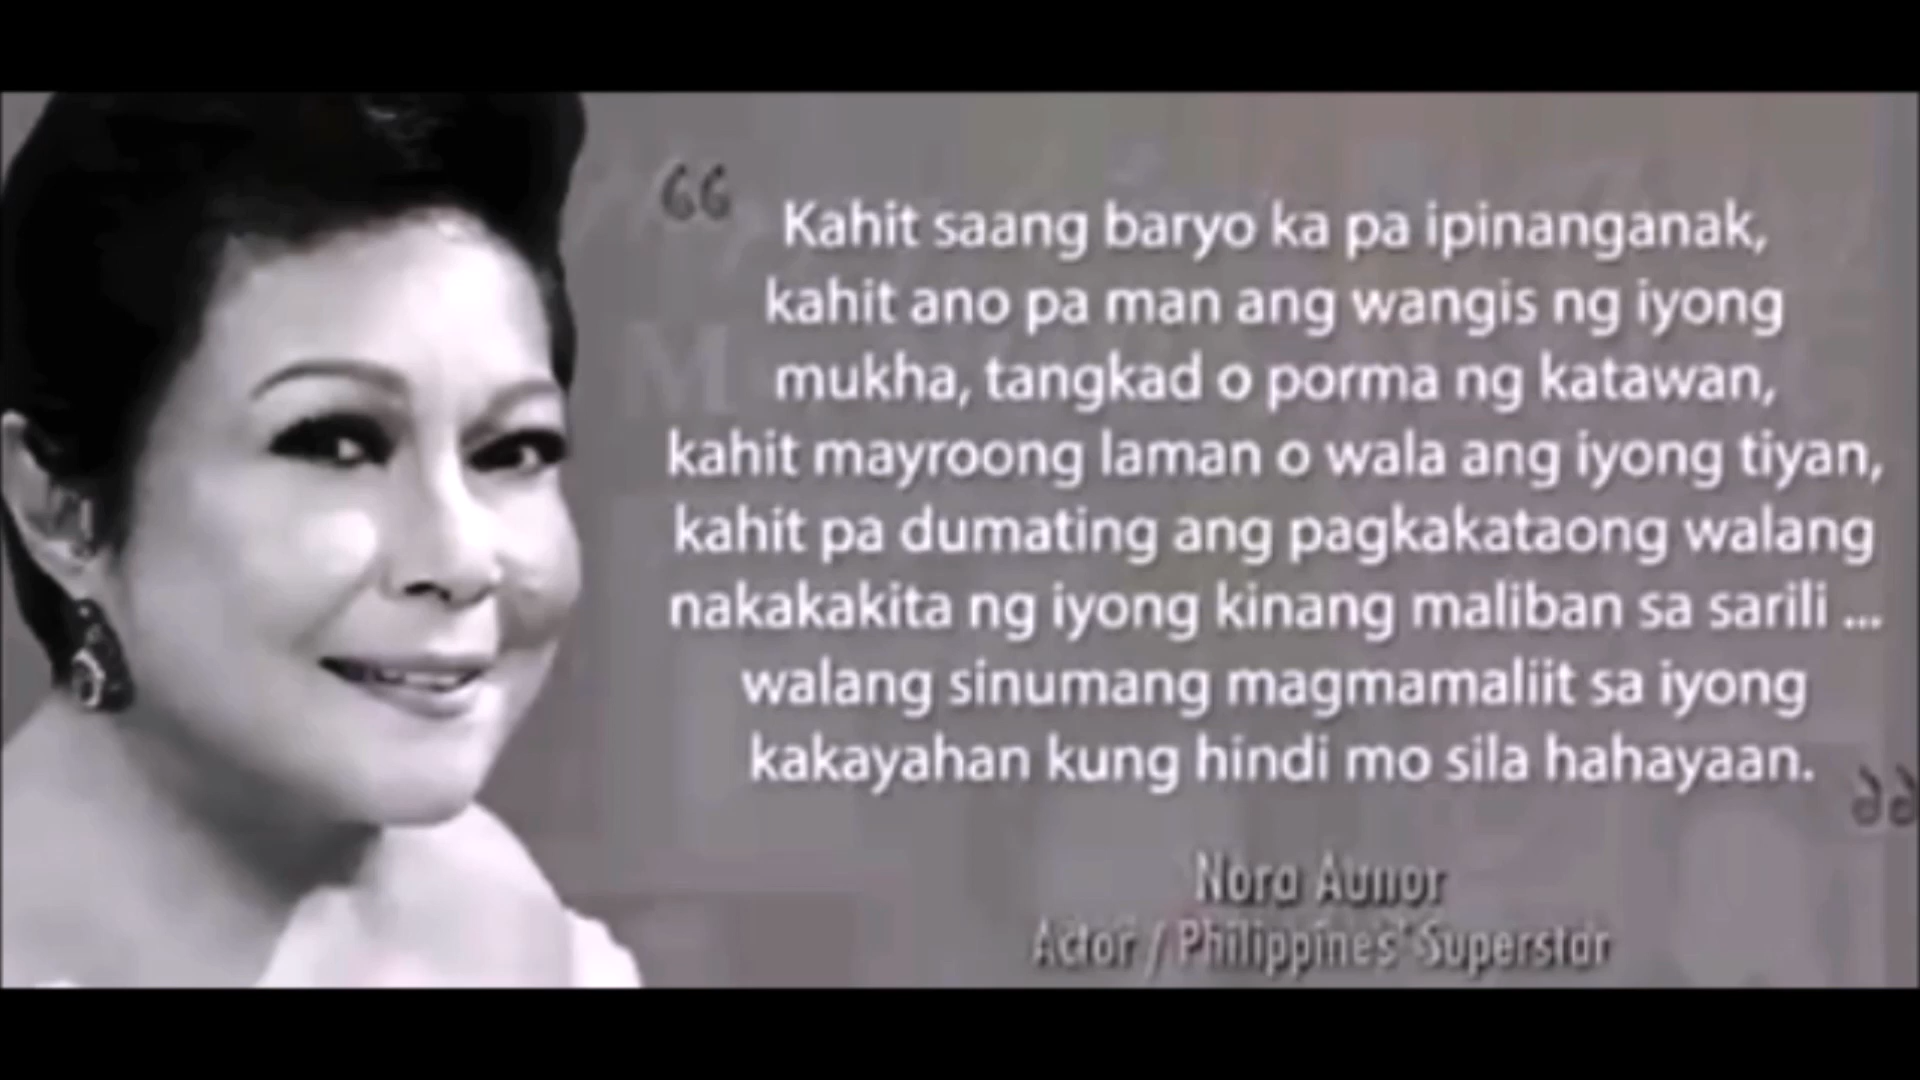 “ Kahit saang baryo ka pa ipinanganak,
kahit ano pa man ang wangis ng iyong
mukha, tangkad o porma ng katawan,
kahit mayroong laman o wala ang iyong tiyan,
kahit pa dumating ang pagkakataong walang
nakakakita ng iyong kinang maliban sa sarili ...
walang sinumang magmamaliit sa iyong
kakayahan kung hindi mo sila hahayaan. ”
Nora Aunor
Actor / Philippines' Superstar